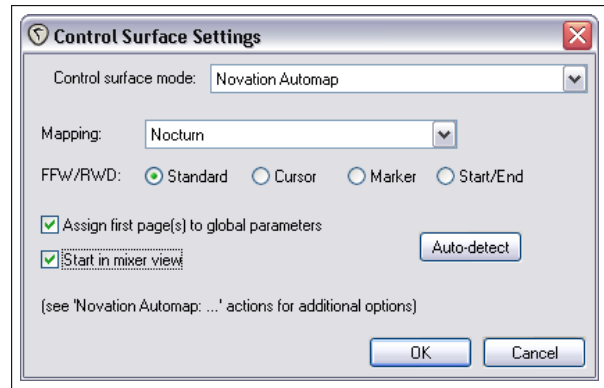 Control Surface Settings
Control surface mode: Novation Automap
Mapping: Nocturn
FFW/RWD: Standard Cursor Marker Start/End
Assign first page(s) to global parameters
Start in mixer view
Auto-detect
(see 'Novation Automap: ...' actions for additional options)
OK Cancel